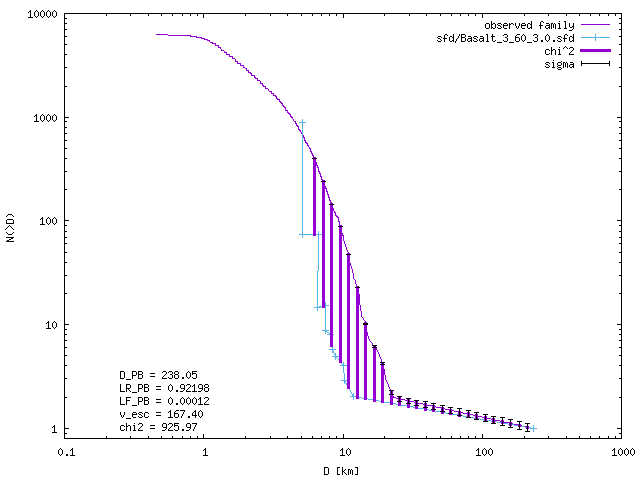 10000
observed family
sfd/Basalt_3_60_3.0.sfd
chi^2
sigma
1000
100
N(>D)
10
D_PB = 238.05
LR_PB = 0.92198
LF_PB = 0.00012
v_esc = 167.40
chi2 = 925.97
1
0.1 1 10 100 1000
D [km]